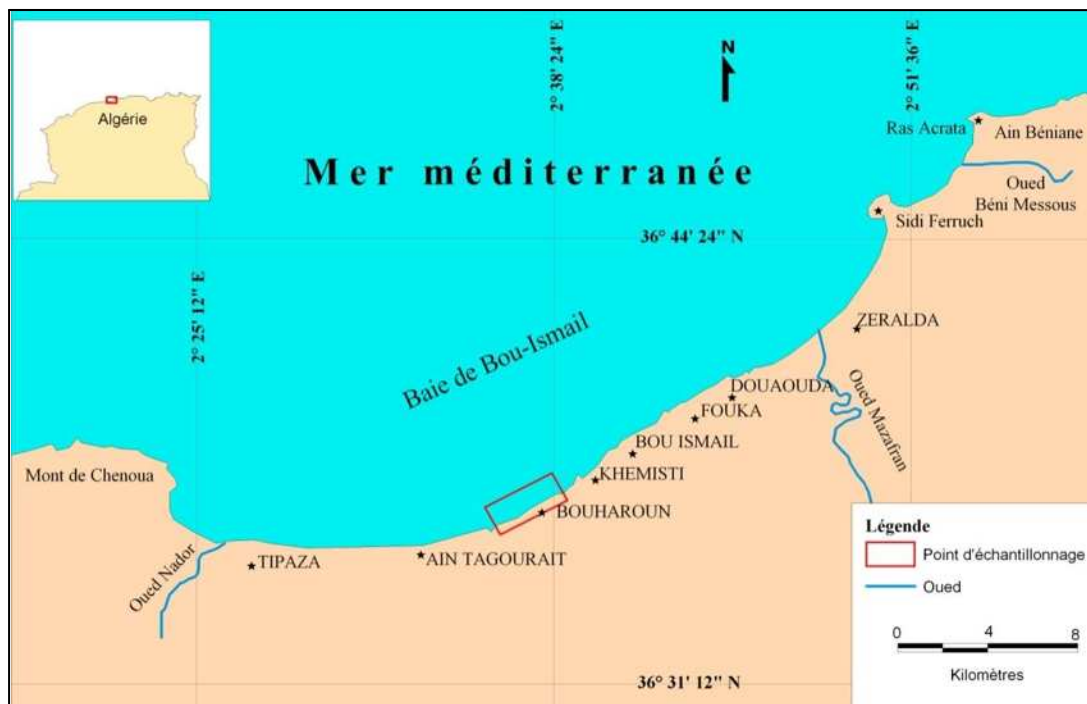 Algérie
2° 25' 12" E
2° 38' 24" E
2° 51' 36" E
N
Mer méditerranée
Ras Acrata
Ain Béniane
Oued
Béni Messous
Sidi Ferruch
36° 44' 24" N
Baie de Bou-Ismail
ZERALDA
DOUAOUDA
FOUKA
Oued Mazafran
BOU ISMAIL
KHEMISTI
Mont de Chenoua
BOUHAROUN
AIN TAGOURAIT
TIPAZA
Oued Nador
36° 31' 12" N
Légende
Point d'échantillonnage
Oued
0 4 8
Kilomètres